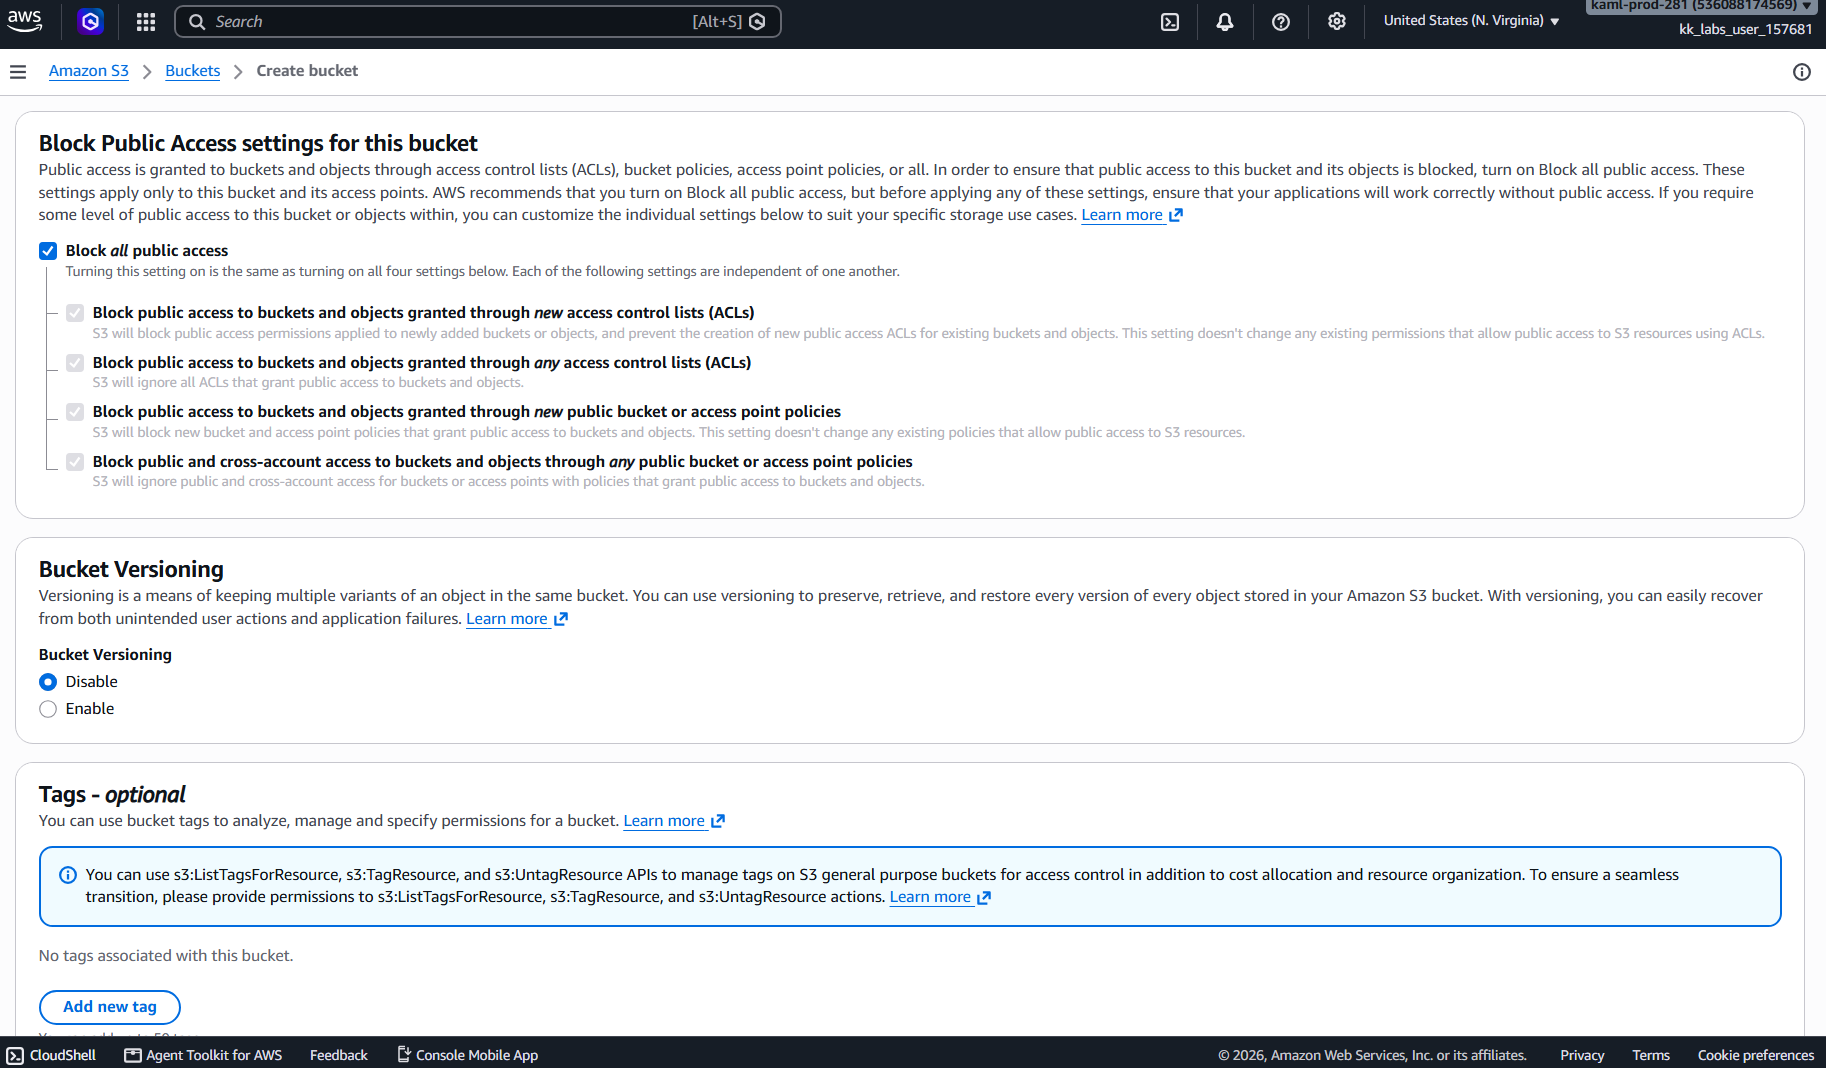 aws
Search
[Alt+S]
United States (N. Virginia)
kaml-prod-281 (536088174569)
kk_labs_user_157681
Amazon S3
Buckets
Create bucket
Block Public Access settings for this bucket
Public access is granted to buckets and objects through access control lists (ACLs), bucket policies, access point policies, or all. In order to ensure that public access to this bucket and its objects is blocked, turn on Block all public access. These
settings apply only to this bucket and its access points. AWS recommends that you turn on Block all public access, but before applying any of these settings, ensure that your applications will work correctly without public access. If you require
some level of public access to this bucket or objects within, you can customize the individual settings below to suit your specific storage use cases. Learn more
Block all public access
Turning this setting on is the same as turning on all four settings below. Each of the following settings are independent of one another.
Block public access to buckets and objects granted through new access control lists (ACLs)
S3 will block public access permissions applied to newly added buckets or objects, and prevent the creation of new public access ACLs for existing buckets and objects. This setting doesn't change any existing permissions that allow public access to S3 resources using ACLs.
Block public access to buckets and objects granted through any access control lists (ACLs)
S3 will ignore all ACLs that grant public access to buckets and objects.
Block public access to buckets and objects granted through new public bucket or access point policies
S3 will block new bucket and access point policies that grant public access to buckets and objects. This setting doesn't change any existing policies that allow public access to S3 resources.
Block public and cross-account access to buckets and objects through any public bucket or access point policies
S3 will ignore public and cross-account access for buckets or access points with policies that grant public access to buckets and objects.
Bucket Versioning
Versioning is a means of keeping multiple variants of an object in the same bucket. You can use versioning to preserve, retrieve, and restore every version of every object stored in your Amazon S3 bucket. With versioning, you can easily recover
from both unintended user actions and application failures. Learn more
Bucket Versioning
Disable
Enable
Tags - optional
You can use bucket tags to analyze, manage and specify permissions for a bucket. Learn more
You can use s3:ListTagsForResource, s3:TagResource, and s3:UntagResource APIs to manage tags on S3 general purpose buckets for access control in addition to cost allocation and resource organization. To ensure a seamless
transition, please provide permissions to s3:ListTagsForResource, s3:TagResource, and s3:UntagResource actions. Learn more
No tags associated with this bucket.
Add new tag
CloudShell
Agent Toolkit for AWS
Feedback
Console Mobile App
© 2026, Amazon Web Services, Inc. or its affiliates.
Privacy
Terms
Cookie preferences